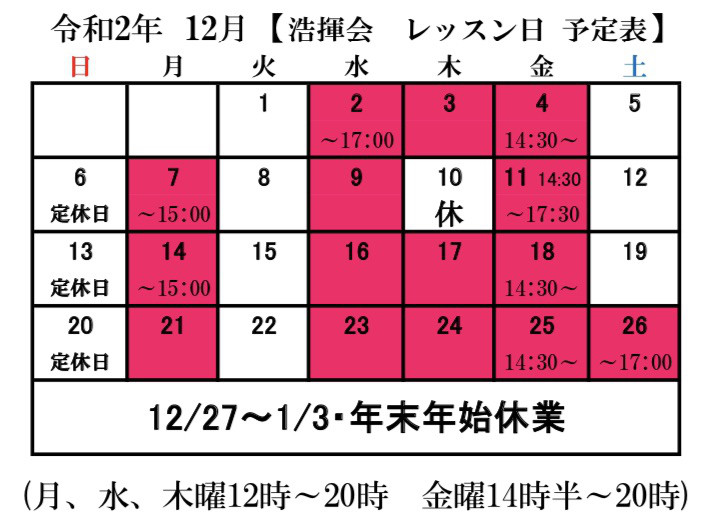 令和2年 12月【浩揮会 レッスン日 予定表】
日 月 火 水 木 金 土
1 2 3 4 5
～17:00 14:30～
6 7 8 9 10 11 14:30 12
定休日 ～15:00 休 ～17:30
13 14 15 16 17 18 19
定休日 ～15:00 14:30～
20 21 22 23 24 25 26
定休日 14:30～ ～17:00
12/27～1/3・年末年始休業
(月、水、木曜12時～20時 金曜14時半～20時)